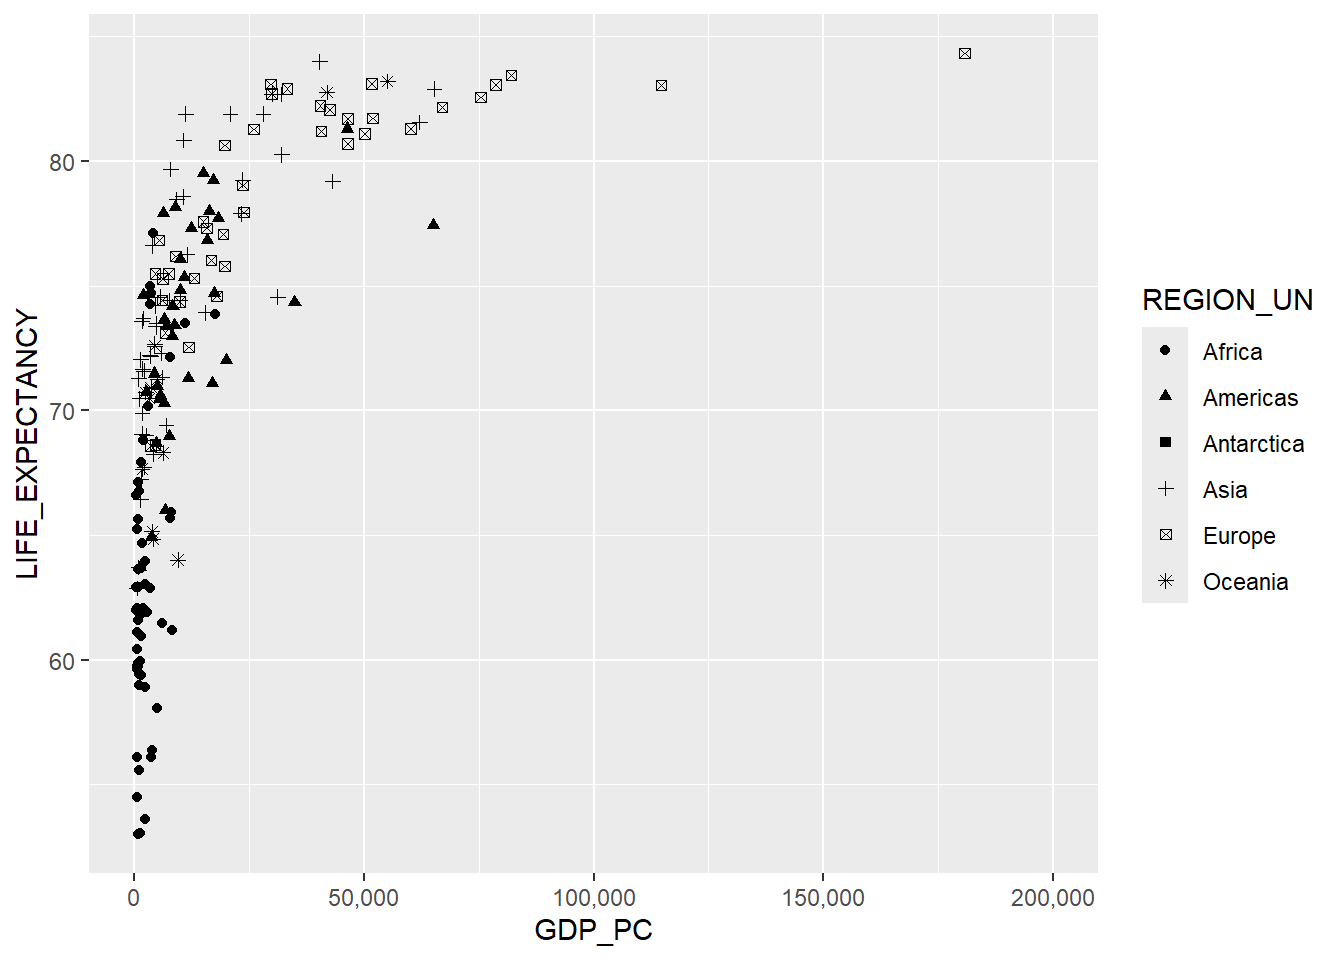 LIFE_EXPECTANCY
80
70
60
0
50,000
100,000
150,000
200,000
GDP_PC
REGION_UN
Africa
Americas
Antarctica
Asia
Europe
Oceania